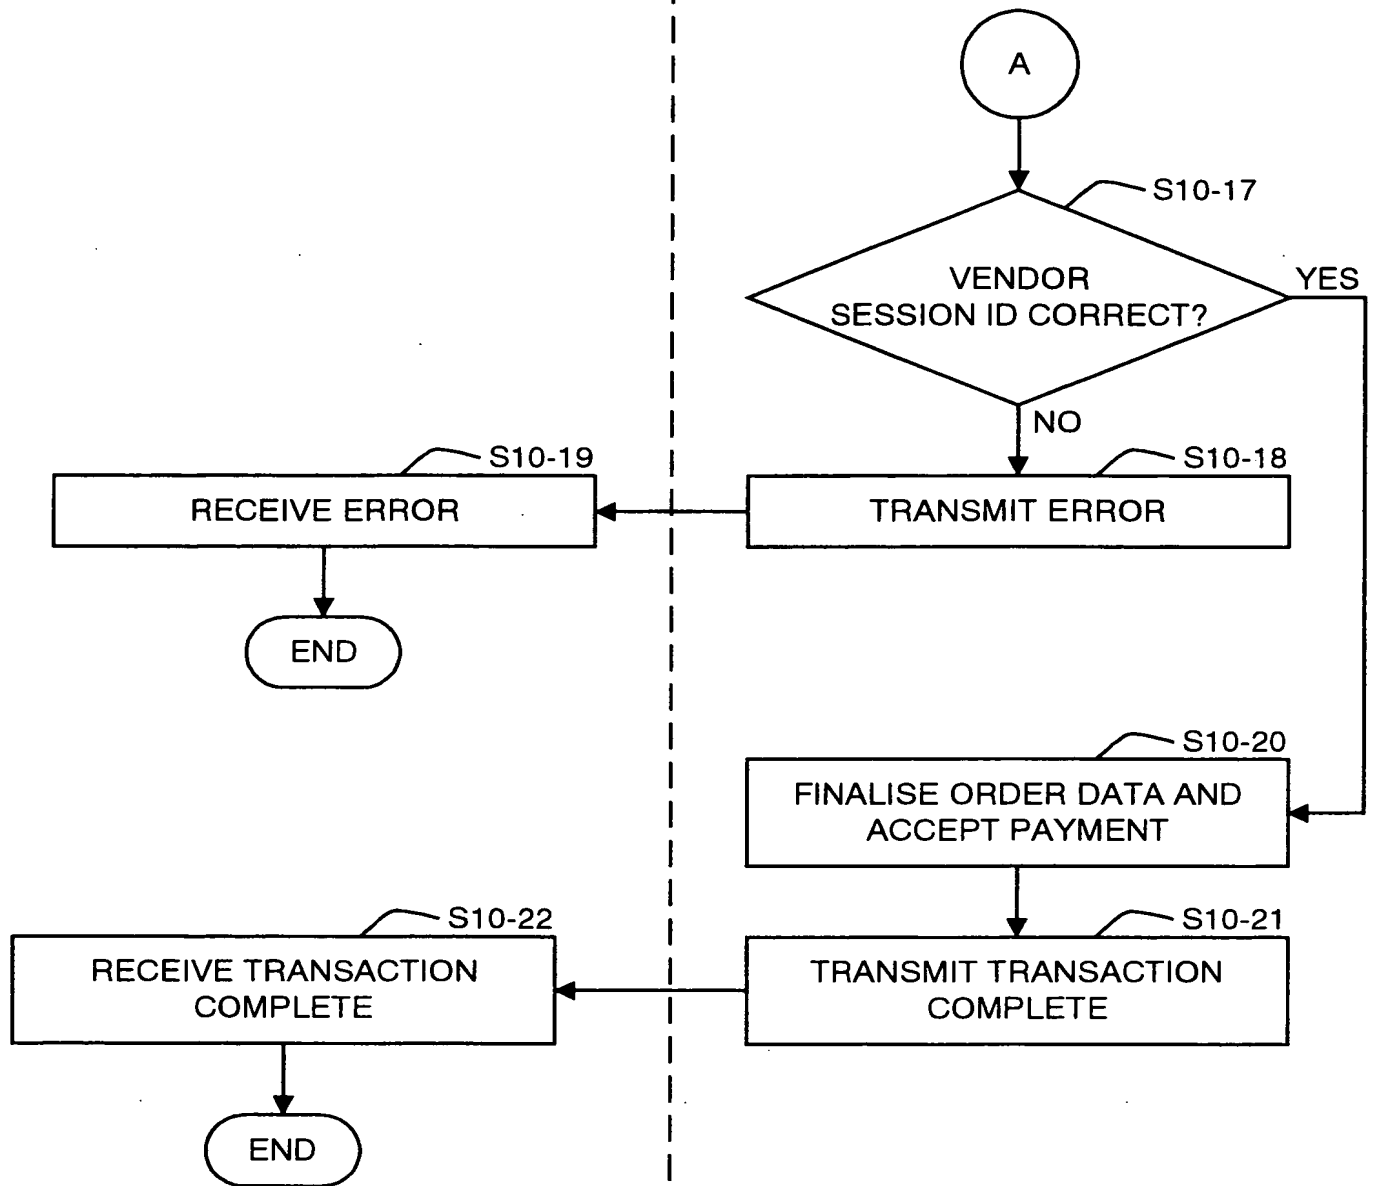 A
S10-17
VENDOR
SESSION ID CORRECT?
YES
NO
S10-19
RECEIVE ERROR
S10-18
TRANSMIT ERROR
END
S10-20
FINALISE ORDER DATA AND
ACCEPT PAYMENT
S10-22
RECEIVE TRANSACTION
COMPLETE
S10-21
TRANSMIT TRANSACTION
COMPLETE
END